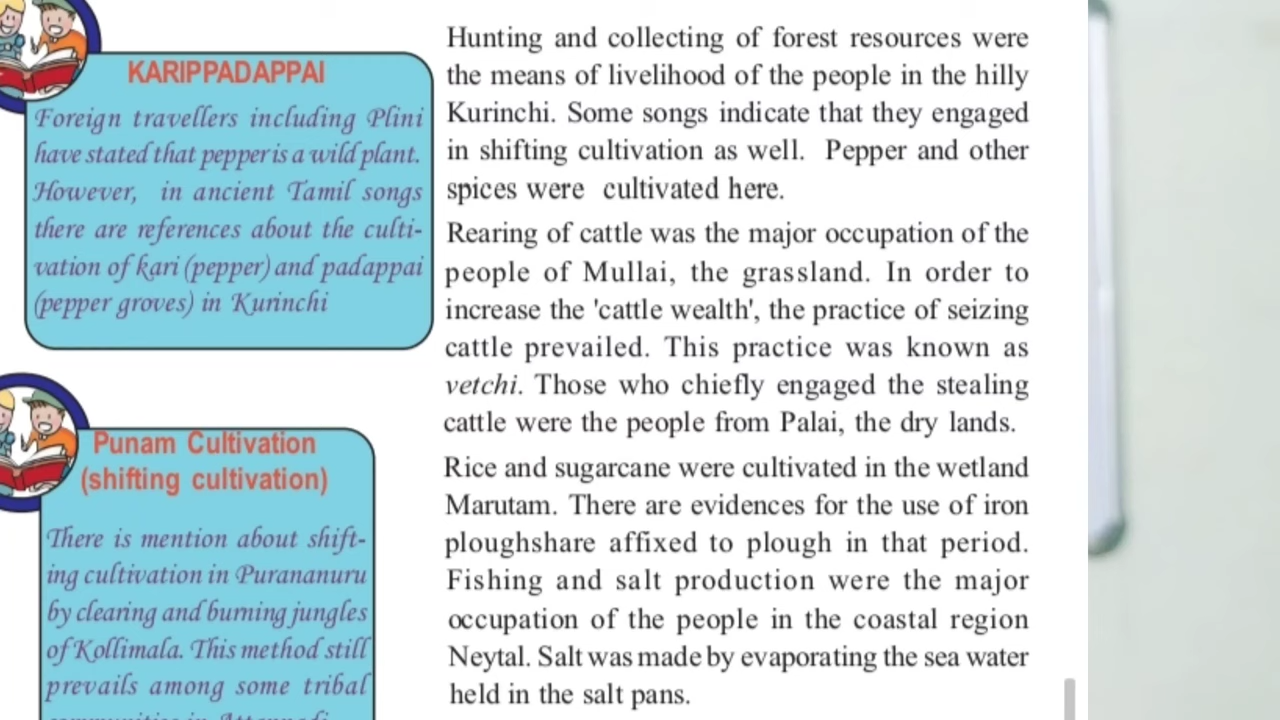 KARIPPADAPPAI
Foreign travellers including Plini
have stated that pepper is a wild plant.
However, in ancient Tamil songs
there are references about the culti-
vation of kari (pepper) and padappai
(pepper groves) in Kurinchi
Punam Cultivation
(shifting cultivation)
There is mention about shift-
ing cultivation in Purananuru
by clearing and burning jungles
of Kollimala. This method still
prevails among some tribal
communities in Attappadi
Hunting and collecting of forest resources were
the means of livelihood of the people in the hilly
Kurinchi. Some songs indicate that they engaged
in shifting cultivation as well. Pepper and other
spices were cultivated here.
Rearing of cattle was the major occupation of the
people of Mullai, the grassland. In order to
increase the 'cattle wealth', the practice of seizing
cattle prevailed. This practice was known as
vetchi. Those who chiefly engaged the stealing
cattle were the people from Palai, the dry lands.
Rice and sugarcane were cultivated in the wetland
Marutam. There are evidences for the use of iron
ploughshare affixed to plough in that period.
Fishing and salt production were the major
occupation of the people in the coastal region
Neytal. Salt was made by evaporating the sea water
held in the salt pans.